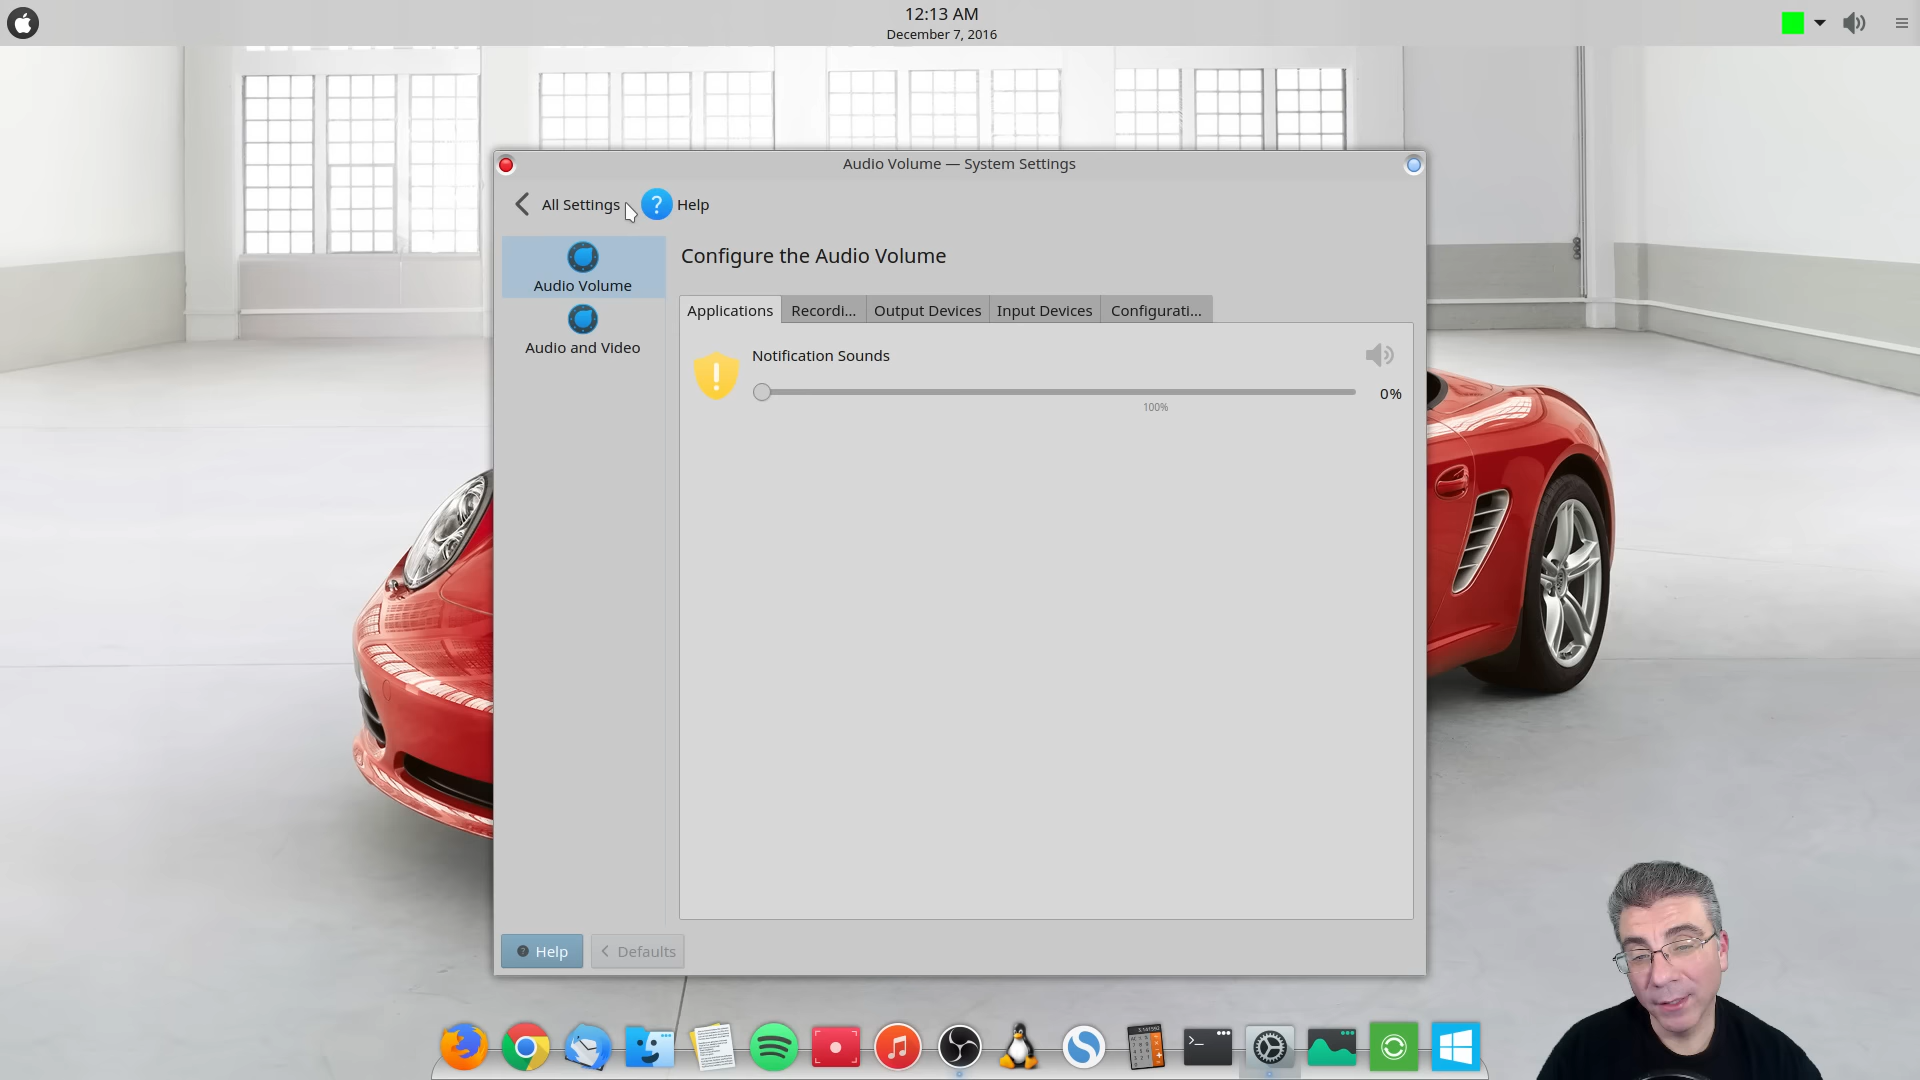 12:13 AM
December 7, 2016
Audio Volume — System Settings
All Settings
? Help
Audio Volume
Audio and Video
Configure the Audio Volume
Applications
Recordi...
Output Devices
Input Devices
Configurati...
Notification Sounds
0%
100%
Help
Defaults